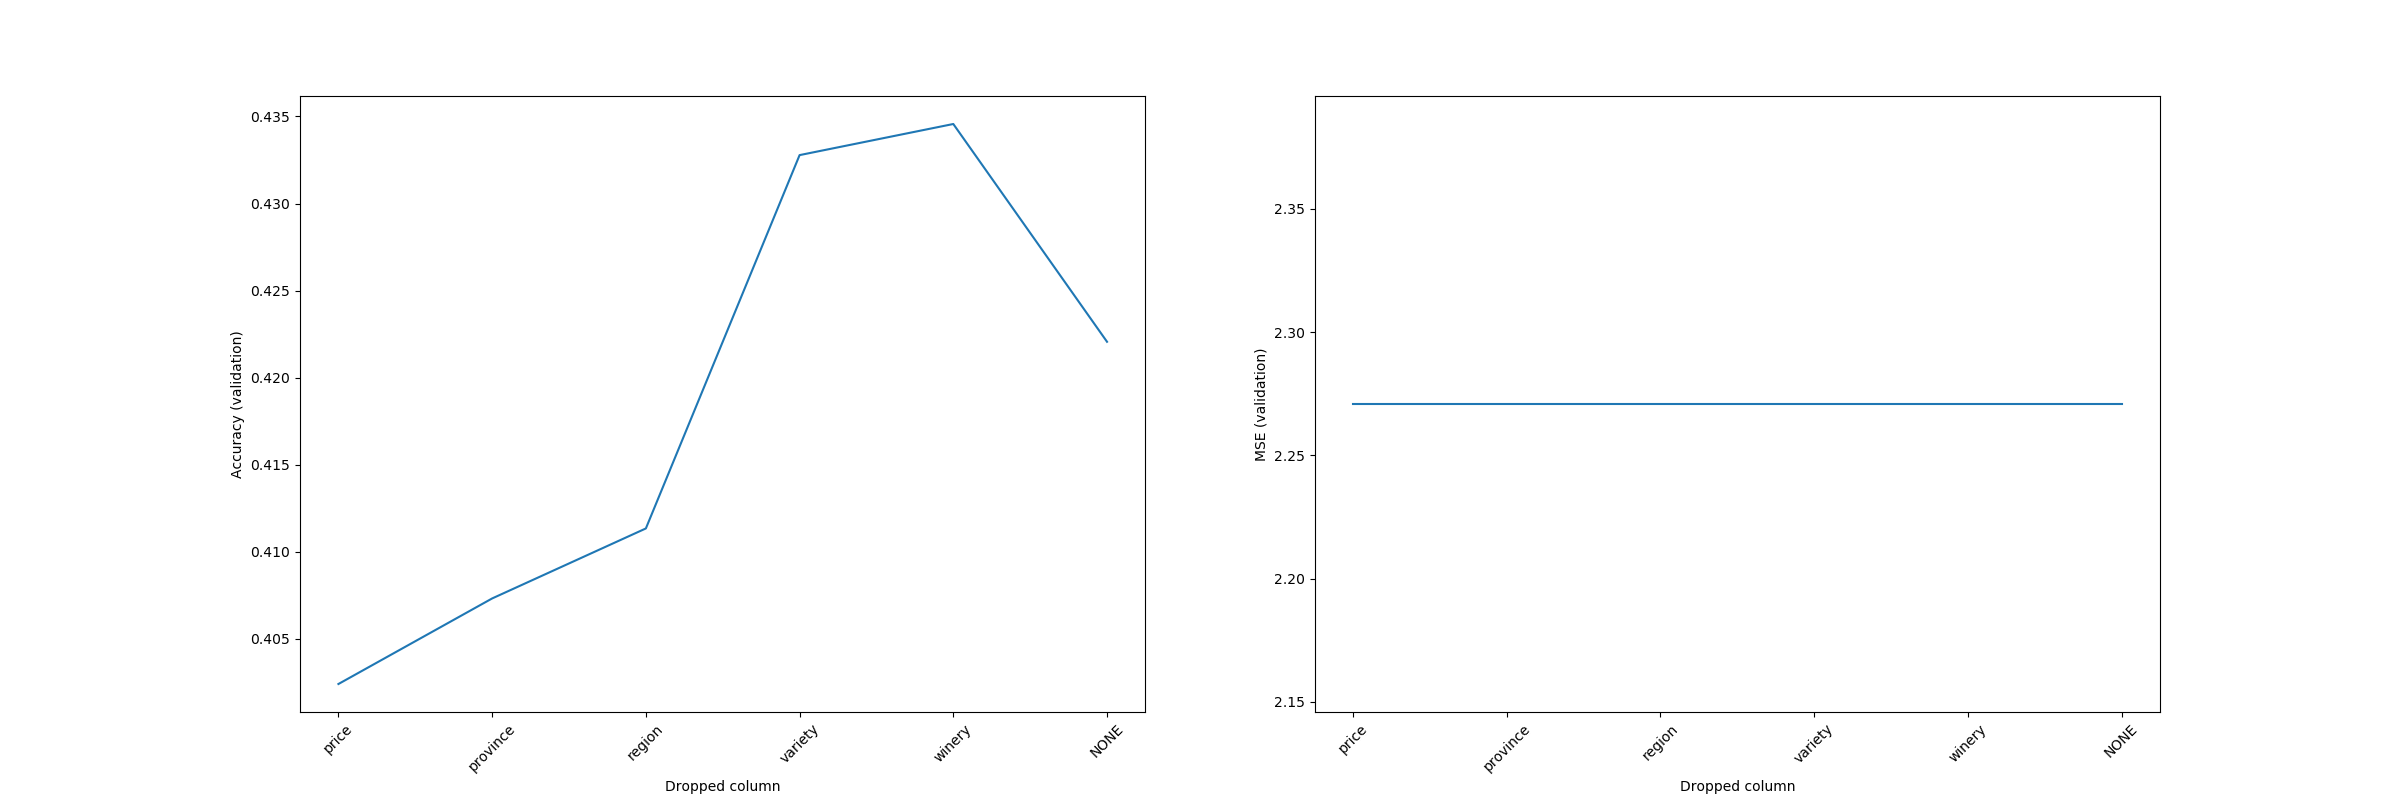 Accuracy (validation)
0.435
0.430
0.425
0.420
0.415
0.410
0.405
price
province
region
variety
winery
NONE
Dropped column
MSE (validation)
2.35
2.30
2.25
2.20
2.15
price
province
region
variety
winery
NONE
Dropped column